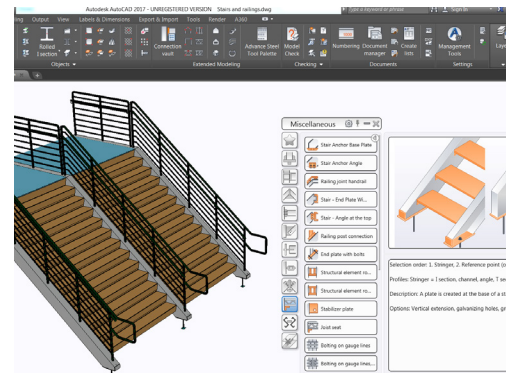 Autodesk AutoCAD 2017 - UNREGISTERED VERSION Stairs and railings.dwg
Type a keyword or phrase
Sign In
Output View Labels & Dimensions Export & Import Tools Render A360
Rolled
I section
Connection
vault
Advance Steel
Tool Palette
Model
Check
Numbering
Document
manager
Create
lists
Management
Tools
Objects
Extended Modeling
Checking
Documents
Settings
Miscellaneous
Stair Anchor Base Plate
Stair Anchor Angle
Railing joint handrail
Stair - End Plate Wi...
Stair - Angle at the top
Railing post connection
End plate with bolts
Structural element ro...
Structural element ro...
Stabilizer plate
Joist seat
Bolting on gauge lines
Bolting on gauge lines...
Selection order: 1. Stringer, 2. Reference point (o
Profiles: Stringer = I section, channel, angle, T se
Description: A plate is created at the base of a st
Options: Vertical extension, galvanizing holes, gr